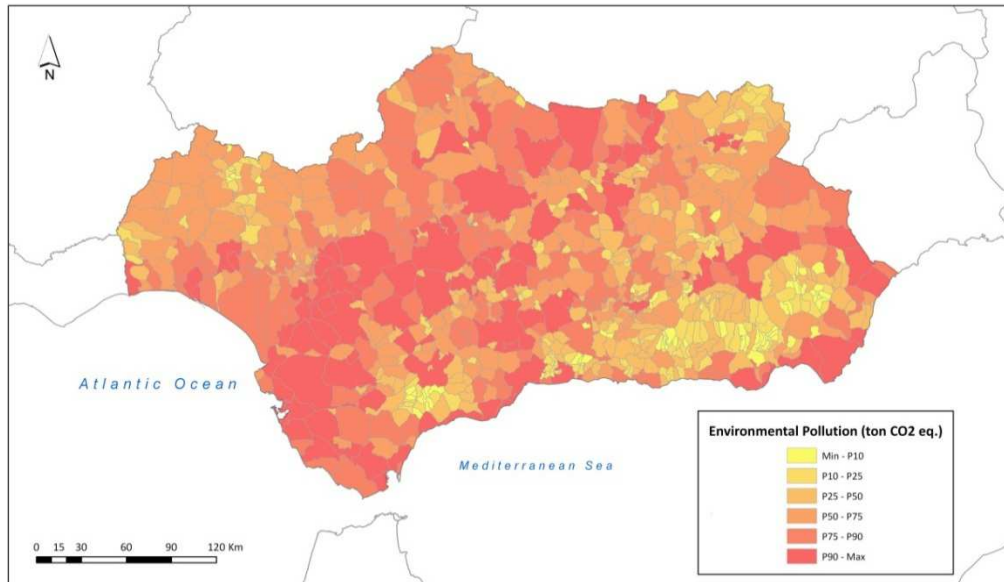 N
Atlantic Ocean
Mediterranean Sea
Environmental Pollution (ton CO2 eq.)
Min - P10
P10 - P25
P25 - P50
P50 - P75
P75 - P90
P90 - Max
0 15 30 60 90 120 Km